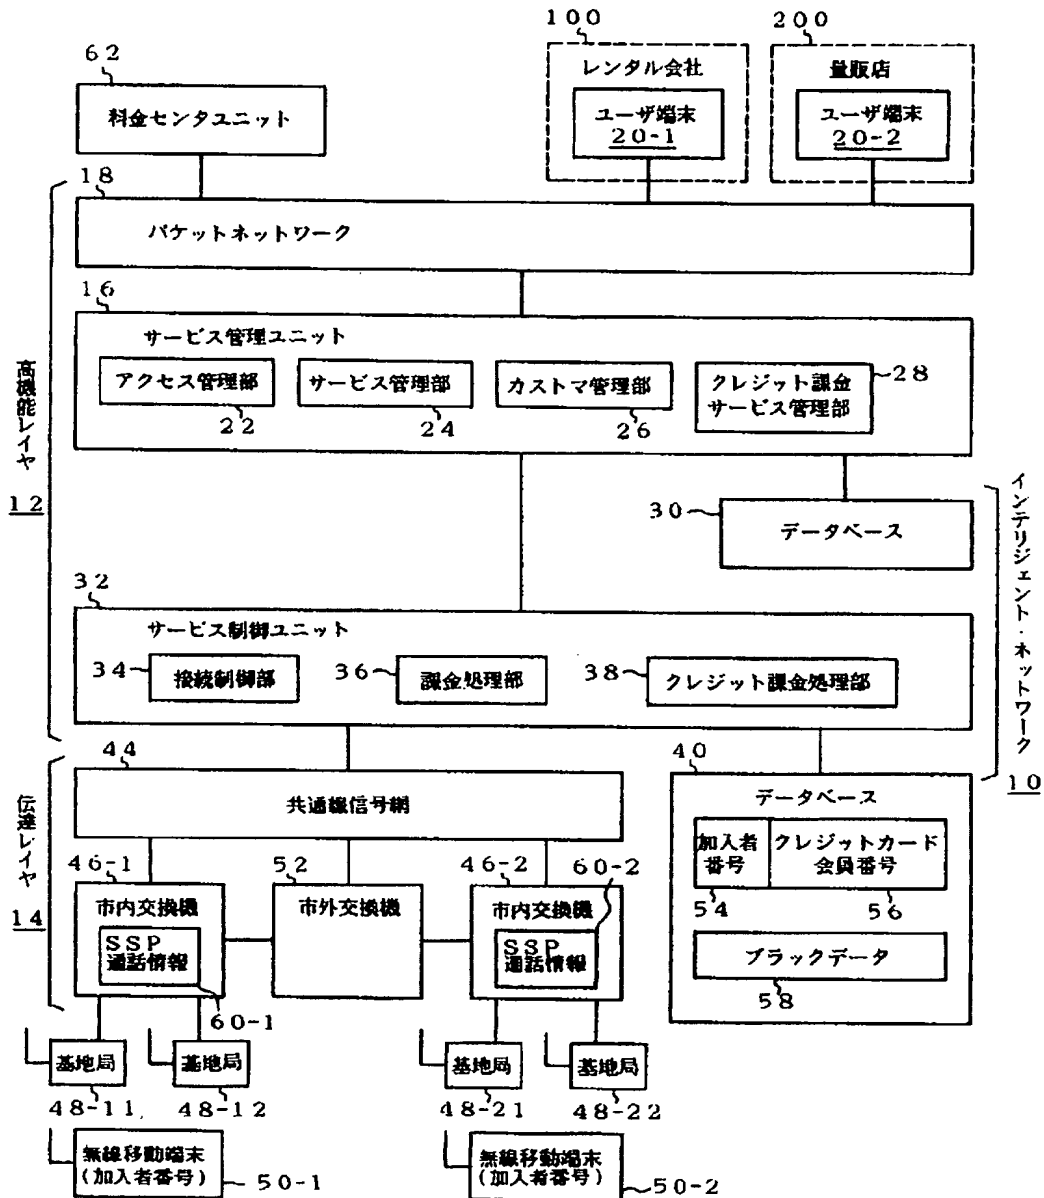 100
200
62
レンタル会社
量販店
料金センタユニット
ユーザ端末
20-1
ユーザ端末
20-2
18
パケットネットワーク
16
サービス管理ユニット
アクセス管理部
サービス管理部
カストマ管理部
クレジット課金
サービス管理部
28
22
24
26
高機能レイヤ
12
30
データベース
インテリジェント・ネットワーク
10
32
サービス制御ユニット
34
接続制御部
36
課金処理部
38
クレジット課金処理部
44
共通線信号網
40
データベース
加入者
番号
クレジットカード
会員番号
54
56
ブラックデータ
58
伝達レイヤ
14
46-1
52
46-2
60-2
市内交換機
市外交換機
市内交換機
SSP
通話情報
SSP
通話情報
60-1
基地局
基地局
基地局
基地局
48-11
48-12
48-21
48-22
無線移動端末
(加入者番号)
50-1
無線移動端末
(加入者番号)
50-2